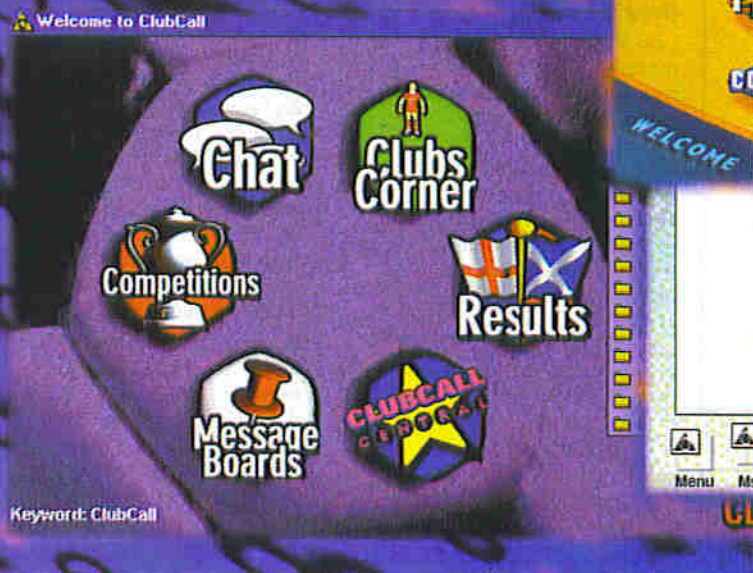 Welcome to ClubCall
Chat
Clubs
Corner
Competitions
Results
Message
Boards
CLUBCALL
CENTRAL
Keyword: ClubCall
WELCOME
Menu